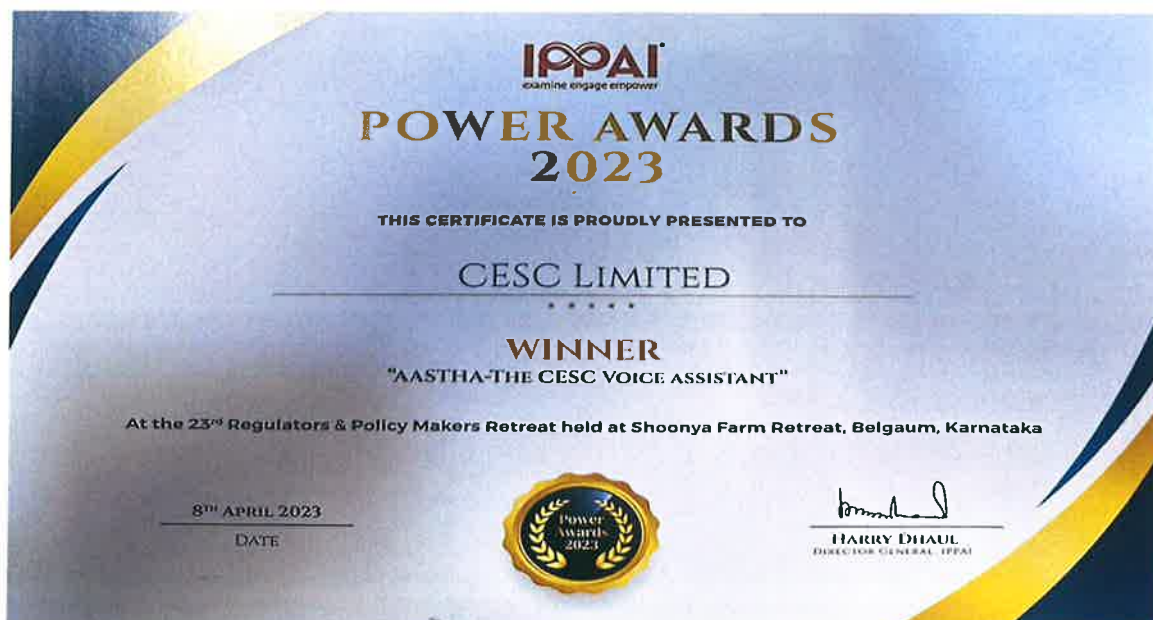 IPPAI
examine engage empower
POWER AWARDS
2023
THIS CERTIFICATE IS PROUDLY PRESENTED TO
CESC LIMITED
WINNER
"AASTHA-THE CESC VOICE ASSISTANT"
At the 23rd Regulators & Policy Makers Retreat held at Shoonya Farm Retreat, Belgaum, Karnataka
8TH APRIL 2023
DATE
Power
Awards
2023
HARRY DHAUL
DIRECTOR GENERAL, IPPAI